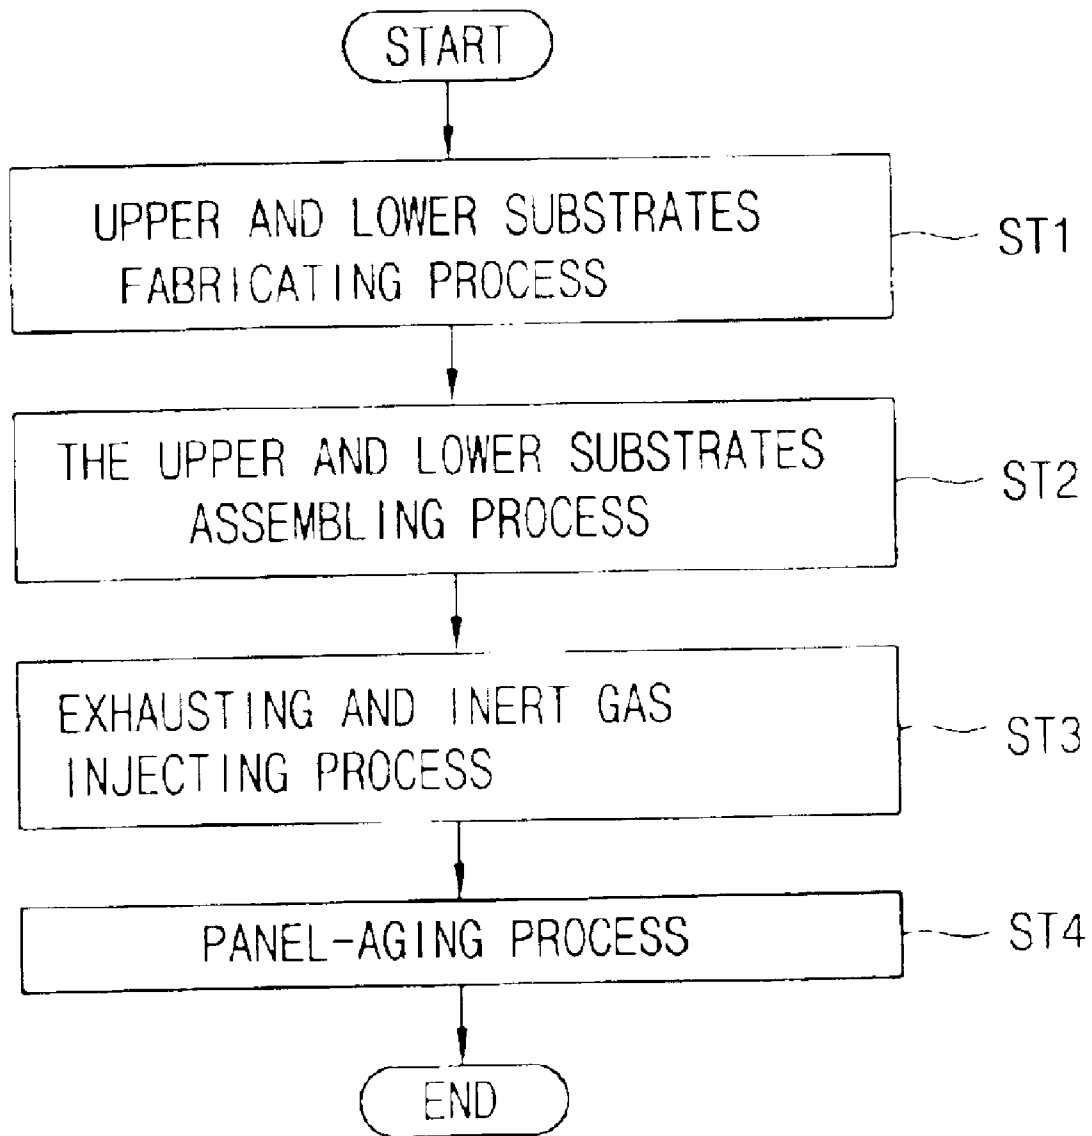 START
UPPER AND LOWER SUBSTRATES
FABRICATING PROCESS
ST1
THE UPPER AND LOWER SUBSTRATES
ASSEMBLING PROCESS
ST2
EXHAUSTING AND INERT GAS
INJECTING PROCESS
ST3
PANEL-AGING PROCESS
ST4
END